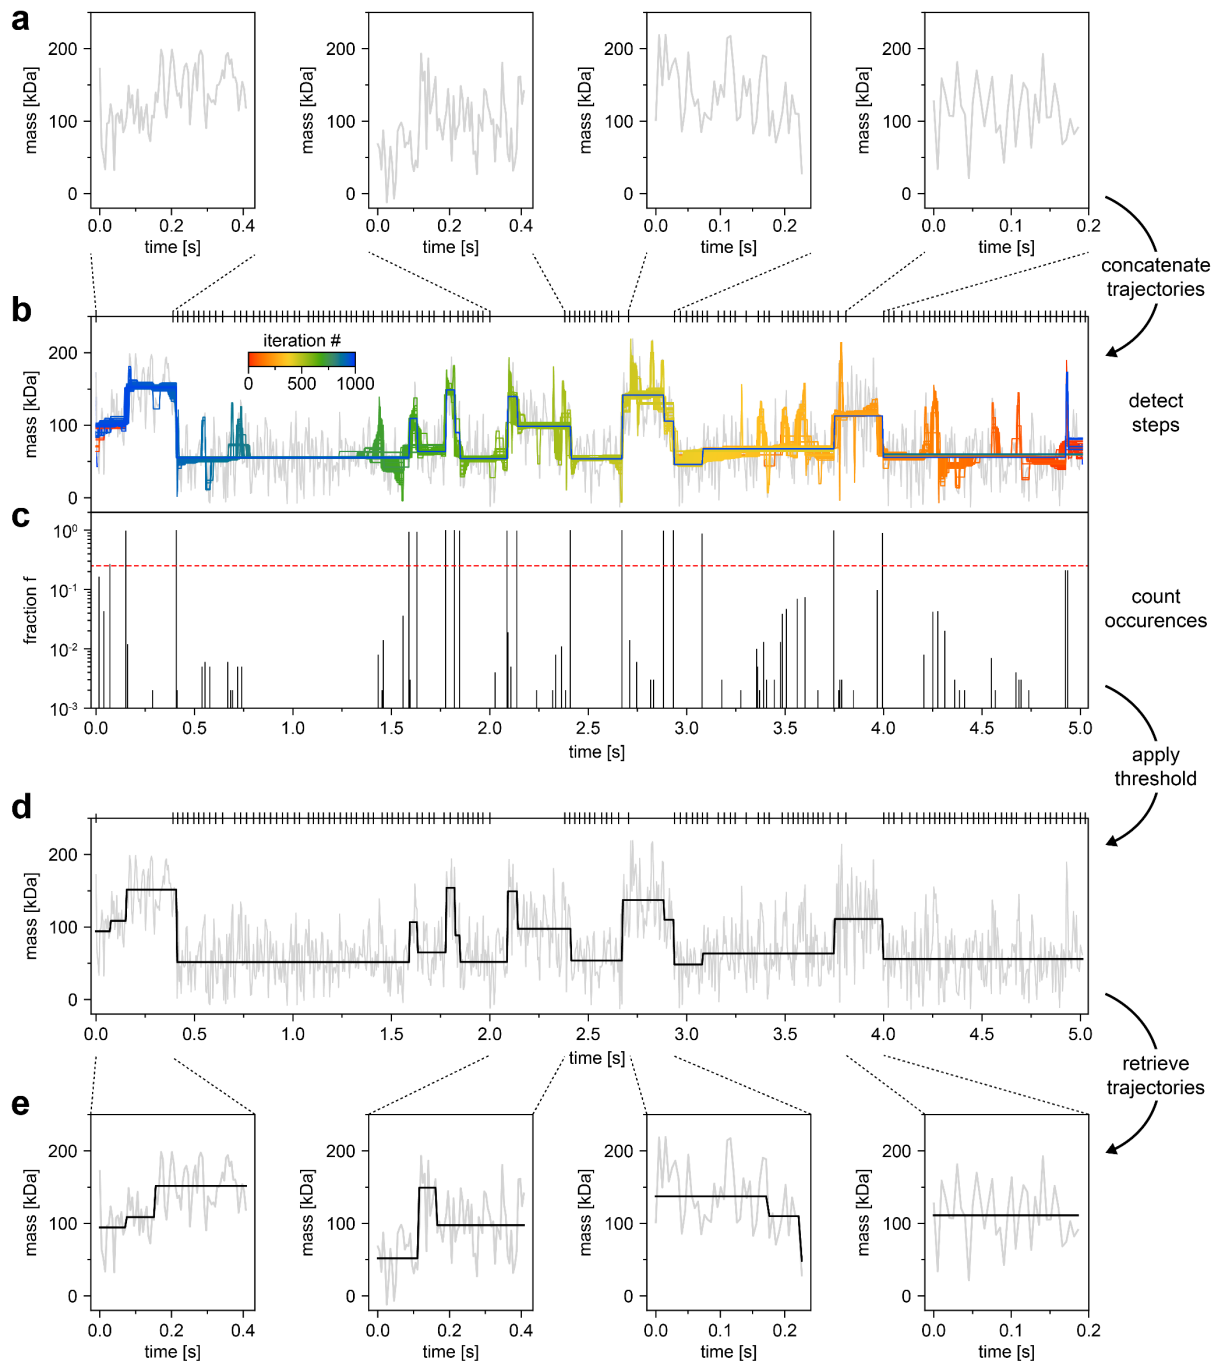 a
200
100
0
mass [kDa]
0.0 0.2 0.4
time [s]
200
100
0
mass [kDa]
0.0 0.2 0.4
time [s]
200
100
0
mass [kDa]
0.0 0.1 0.2
time [s]
200
100
0
mass [kDa]
0.0 0.1 0.2
time [s]
concatenate
trajectories
b
iteration #
0 500 1000
200
100
0
mass [kDa]
detect
steps
c
10⁰
10⁻¹
10⁻²
10⁻³
fraction f
0.0 0.5 1.0 1.5 2.0 2.5 3.0 3.5 4.0 4.5 5.0
time [s]
count
occurences
apply
threshold
d
200
100
0
mass [kDa]
0.0 0.5 1.0 1.5 2.0 2.5 3.0 3.5 4.0 4.5 5.0
time [s]
retrieve
trajectories
e
200
100
0
mass [kDa]
0.0 0.2 0.4
time [s]
200
100
0
mass [kDa]
0.0 0.2 0.4
time [s]
200
100
0
mass [kDa]
0.0 0.1 0.2
time [s]
200
100
0
mass [kDa]
0.0 0.1 0.2
time [s]